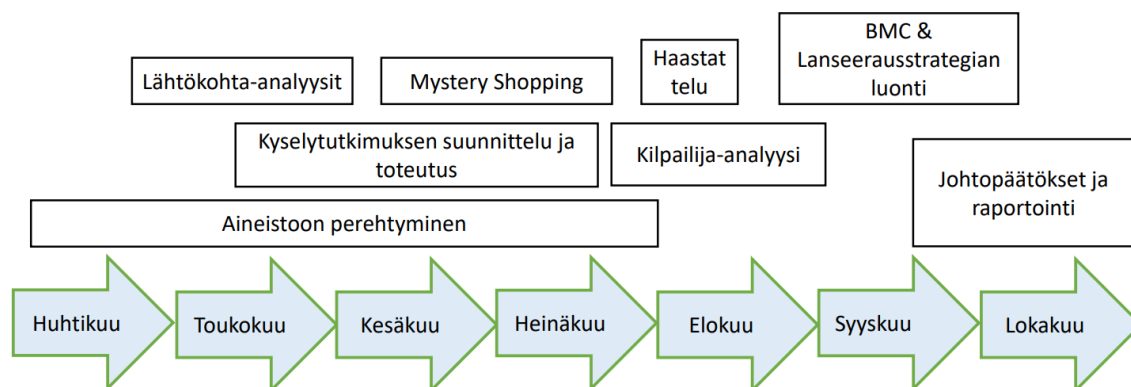 BMC &
Lanseerausstrategian
luonti
Lähtökohta-analyysit
Mystery Shopping
Haastat
telu
Kyselytutkimuksen suunnittelu ja
toteutus
Kilpailija-analyysi
Johtopäätökset ja
raportointi
Aineistoon perehtyminen
Huhtikuu
Toukokuu
Kesäkuu
Heinäkuu
Elokuu
Syyskuu
Lokakuu